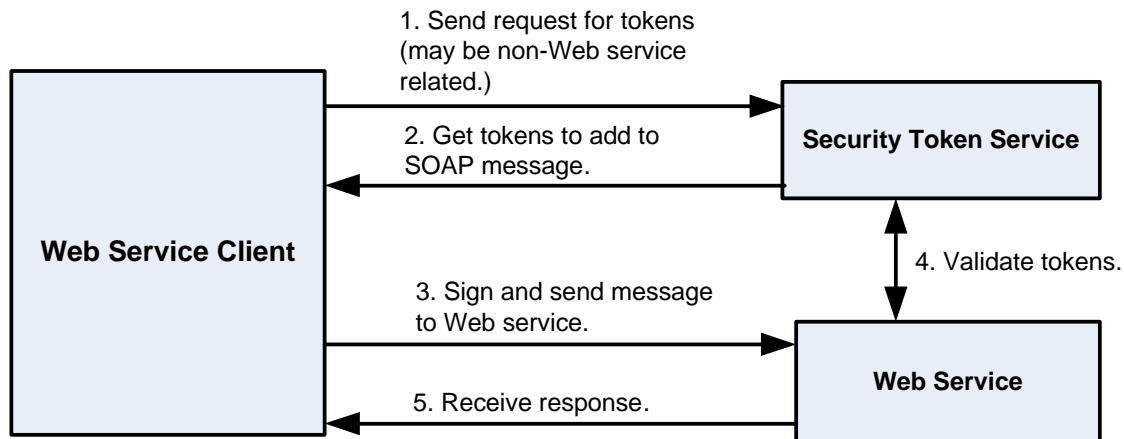 1. Send request for tokens
(may be non-Web service
related.)
Security Token Service
2. Get tokens to add to
SOAP message.
Web Service Client
4. Validate tokens.
3. Sign and send message
to Web service.
Web Service
5. Receive response.